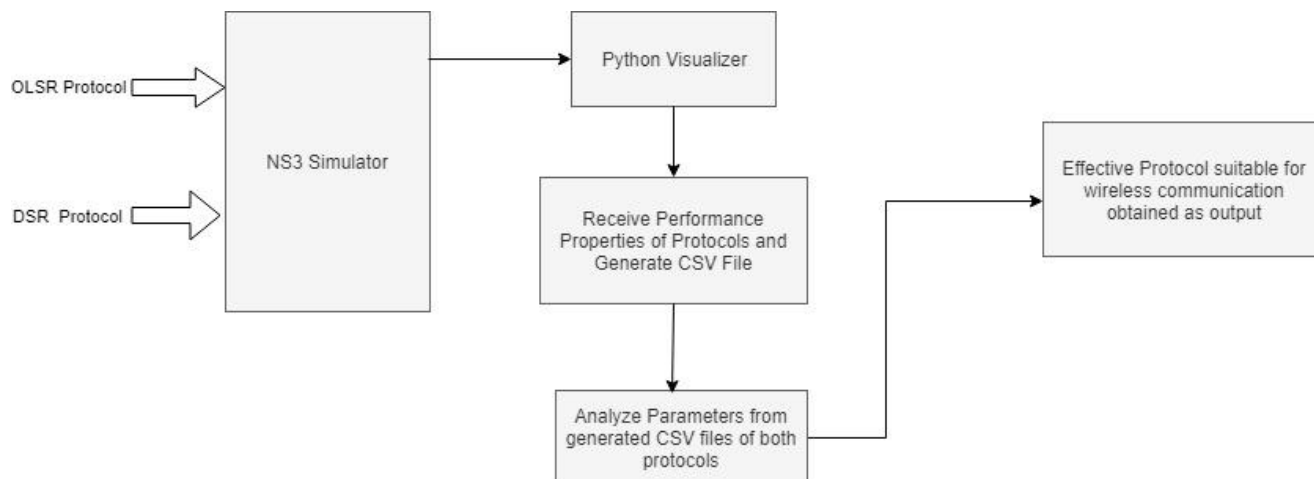 OLSR Protocol
DSR Protocol
NS3 Simulator
Python Visualizer
Receive Performance
Properties of Protocols and
Generate CSV File
Analyze Parameters from
generated CSV files of both
protocols
Effective Protocol suitable for
wireless communication
obtained as output